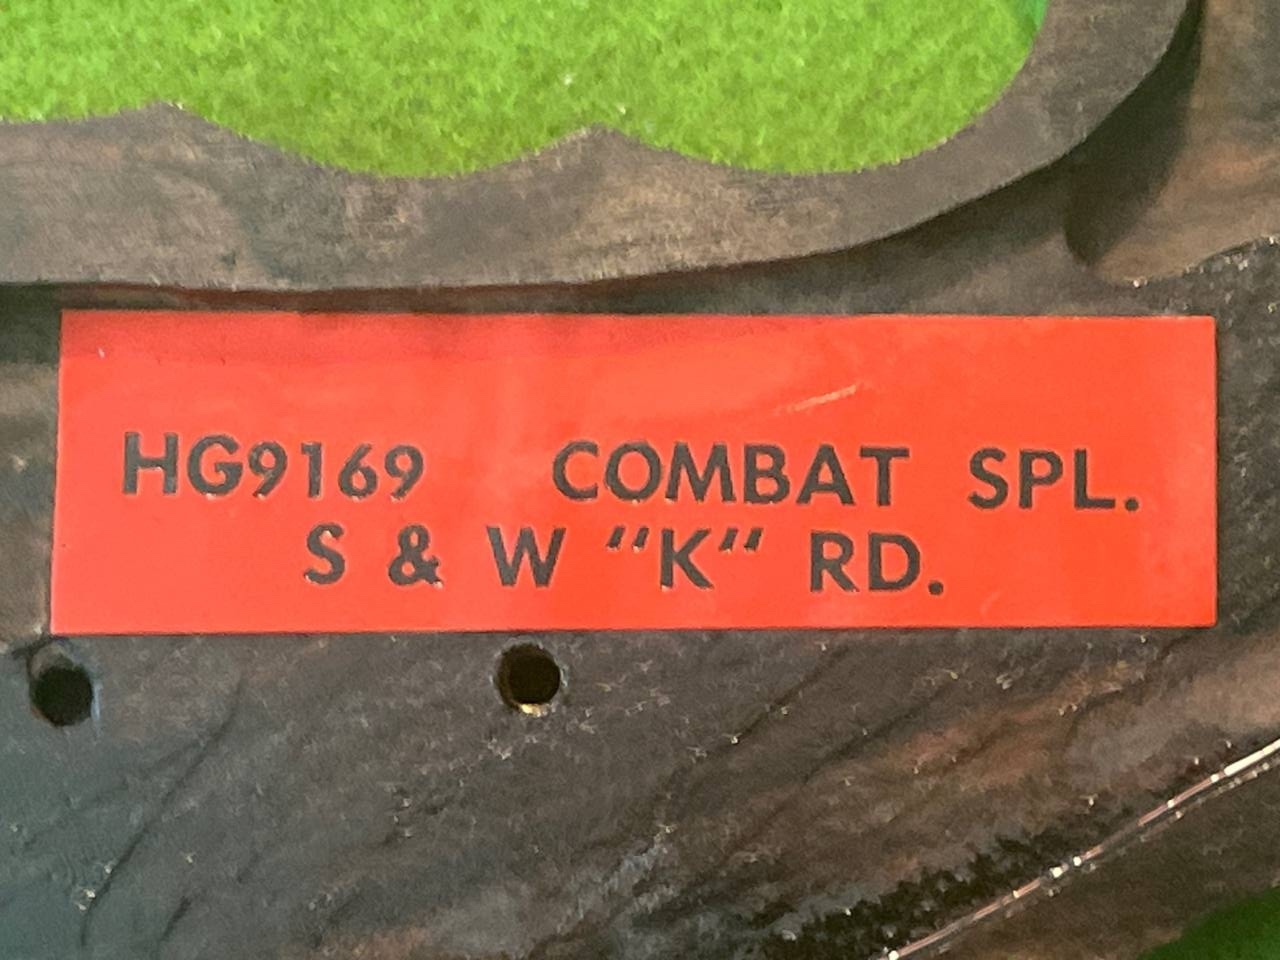 HG9169 COMBAT SPL.
S & W "K" RD.